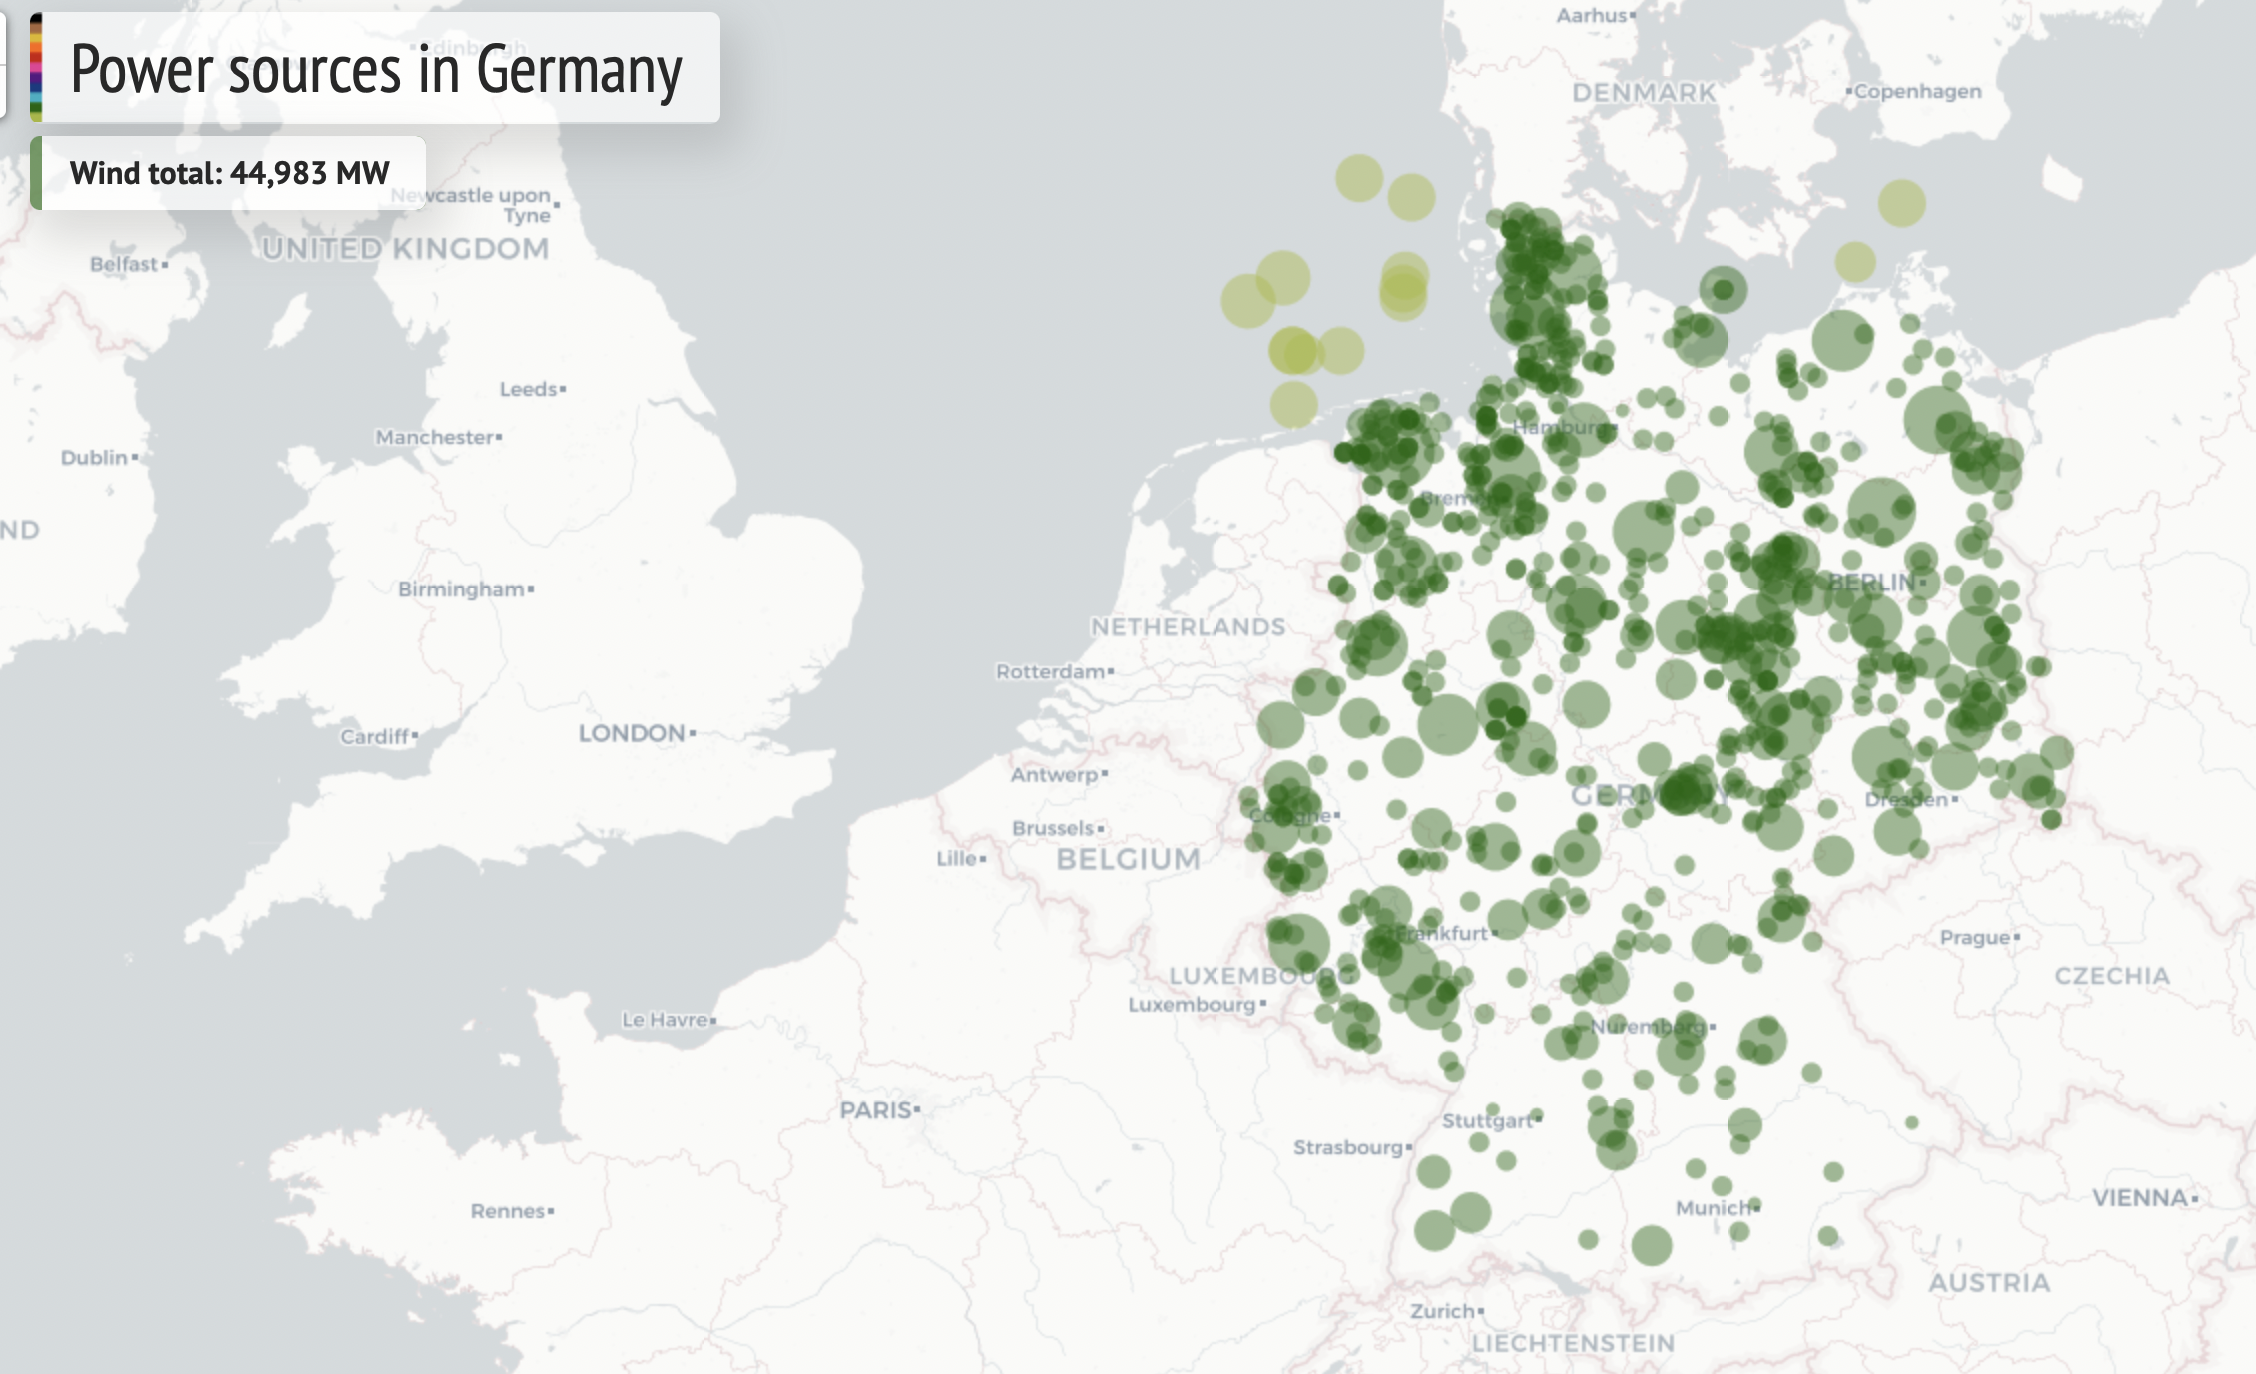 Aarhus
Edinburgh
Power sources in Germany
DENMARK
Copenhagen
Wind total: 44,983 MW
Newcastle upon
Tyne
UNITED KINGDOM
Belfast
Leeds
Manchester
Hamburg
Dublin
Bremen
ND
BERLIN
Birmingham
NETHERLANDS
Rotterdam
LONDON
Cardiff
Antwerp
GERMANY
Dresden
Cologne
Brussels
Lille
BELGIUM
Frankfurt
Prague
LUXEMBOURG
CZECHIA
Luxembourg
Le Havre
Nuremberg
PARIS
Stuttgart
Strasbourg
VIENNA
Rennes
Munich
AUSTRIA
Zurich
LIECHTENSTEIN